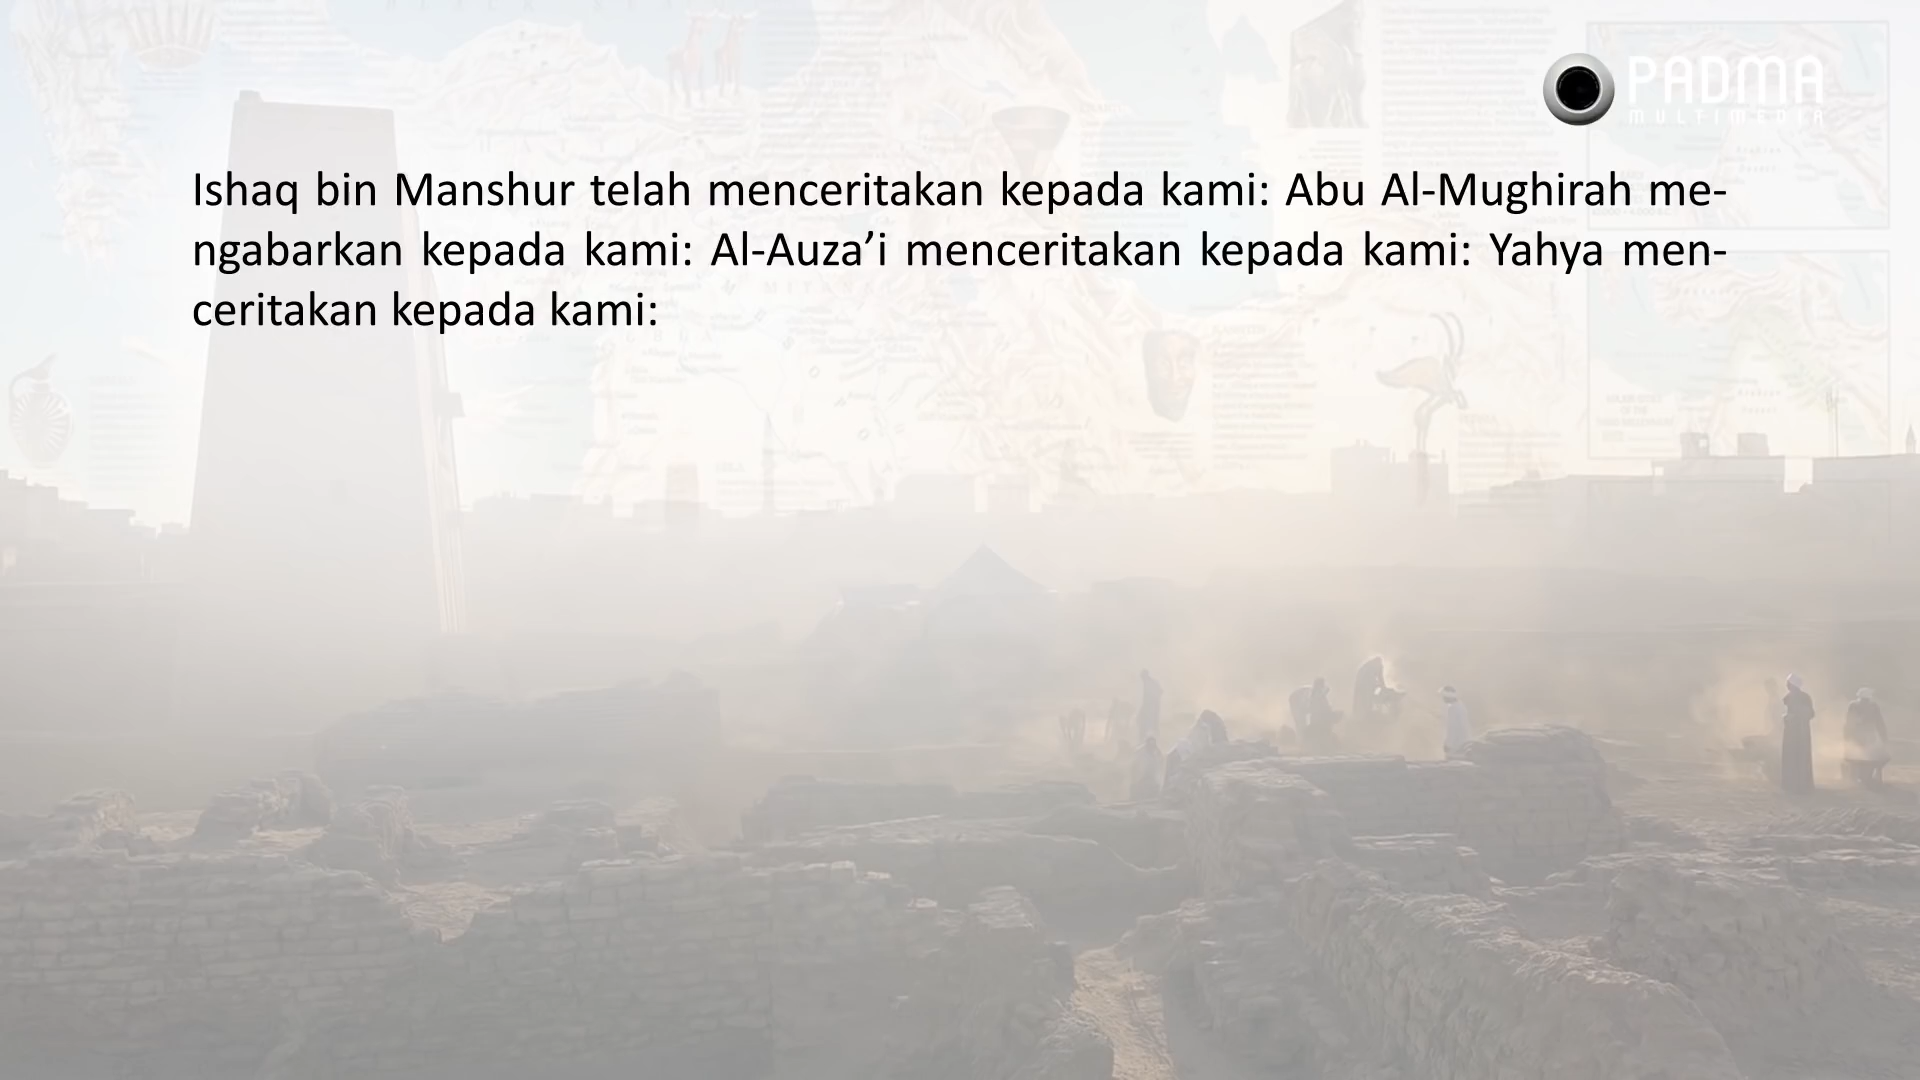 PADMA
MULTIMEDIA
Ishaq bin Manshur telah menceritakan kepada kami: Abu Al-Mughirah me-
ngabarkan kepada kami: Al-Auza’i menceritakan kepada kami: Yahya men-
ceritakan kepada kami: